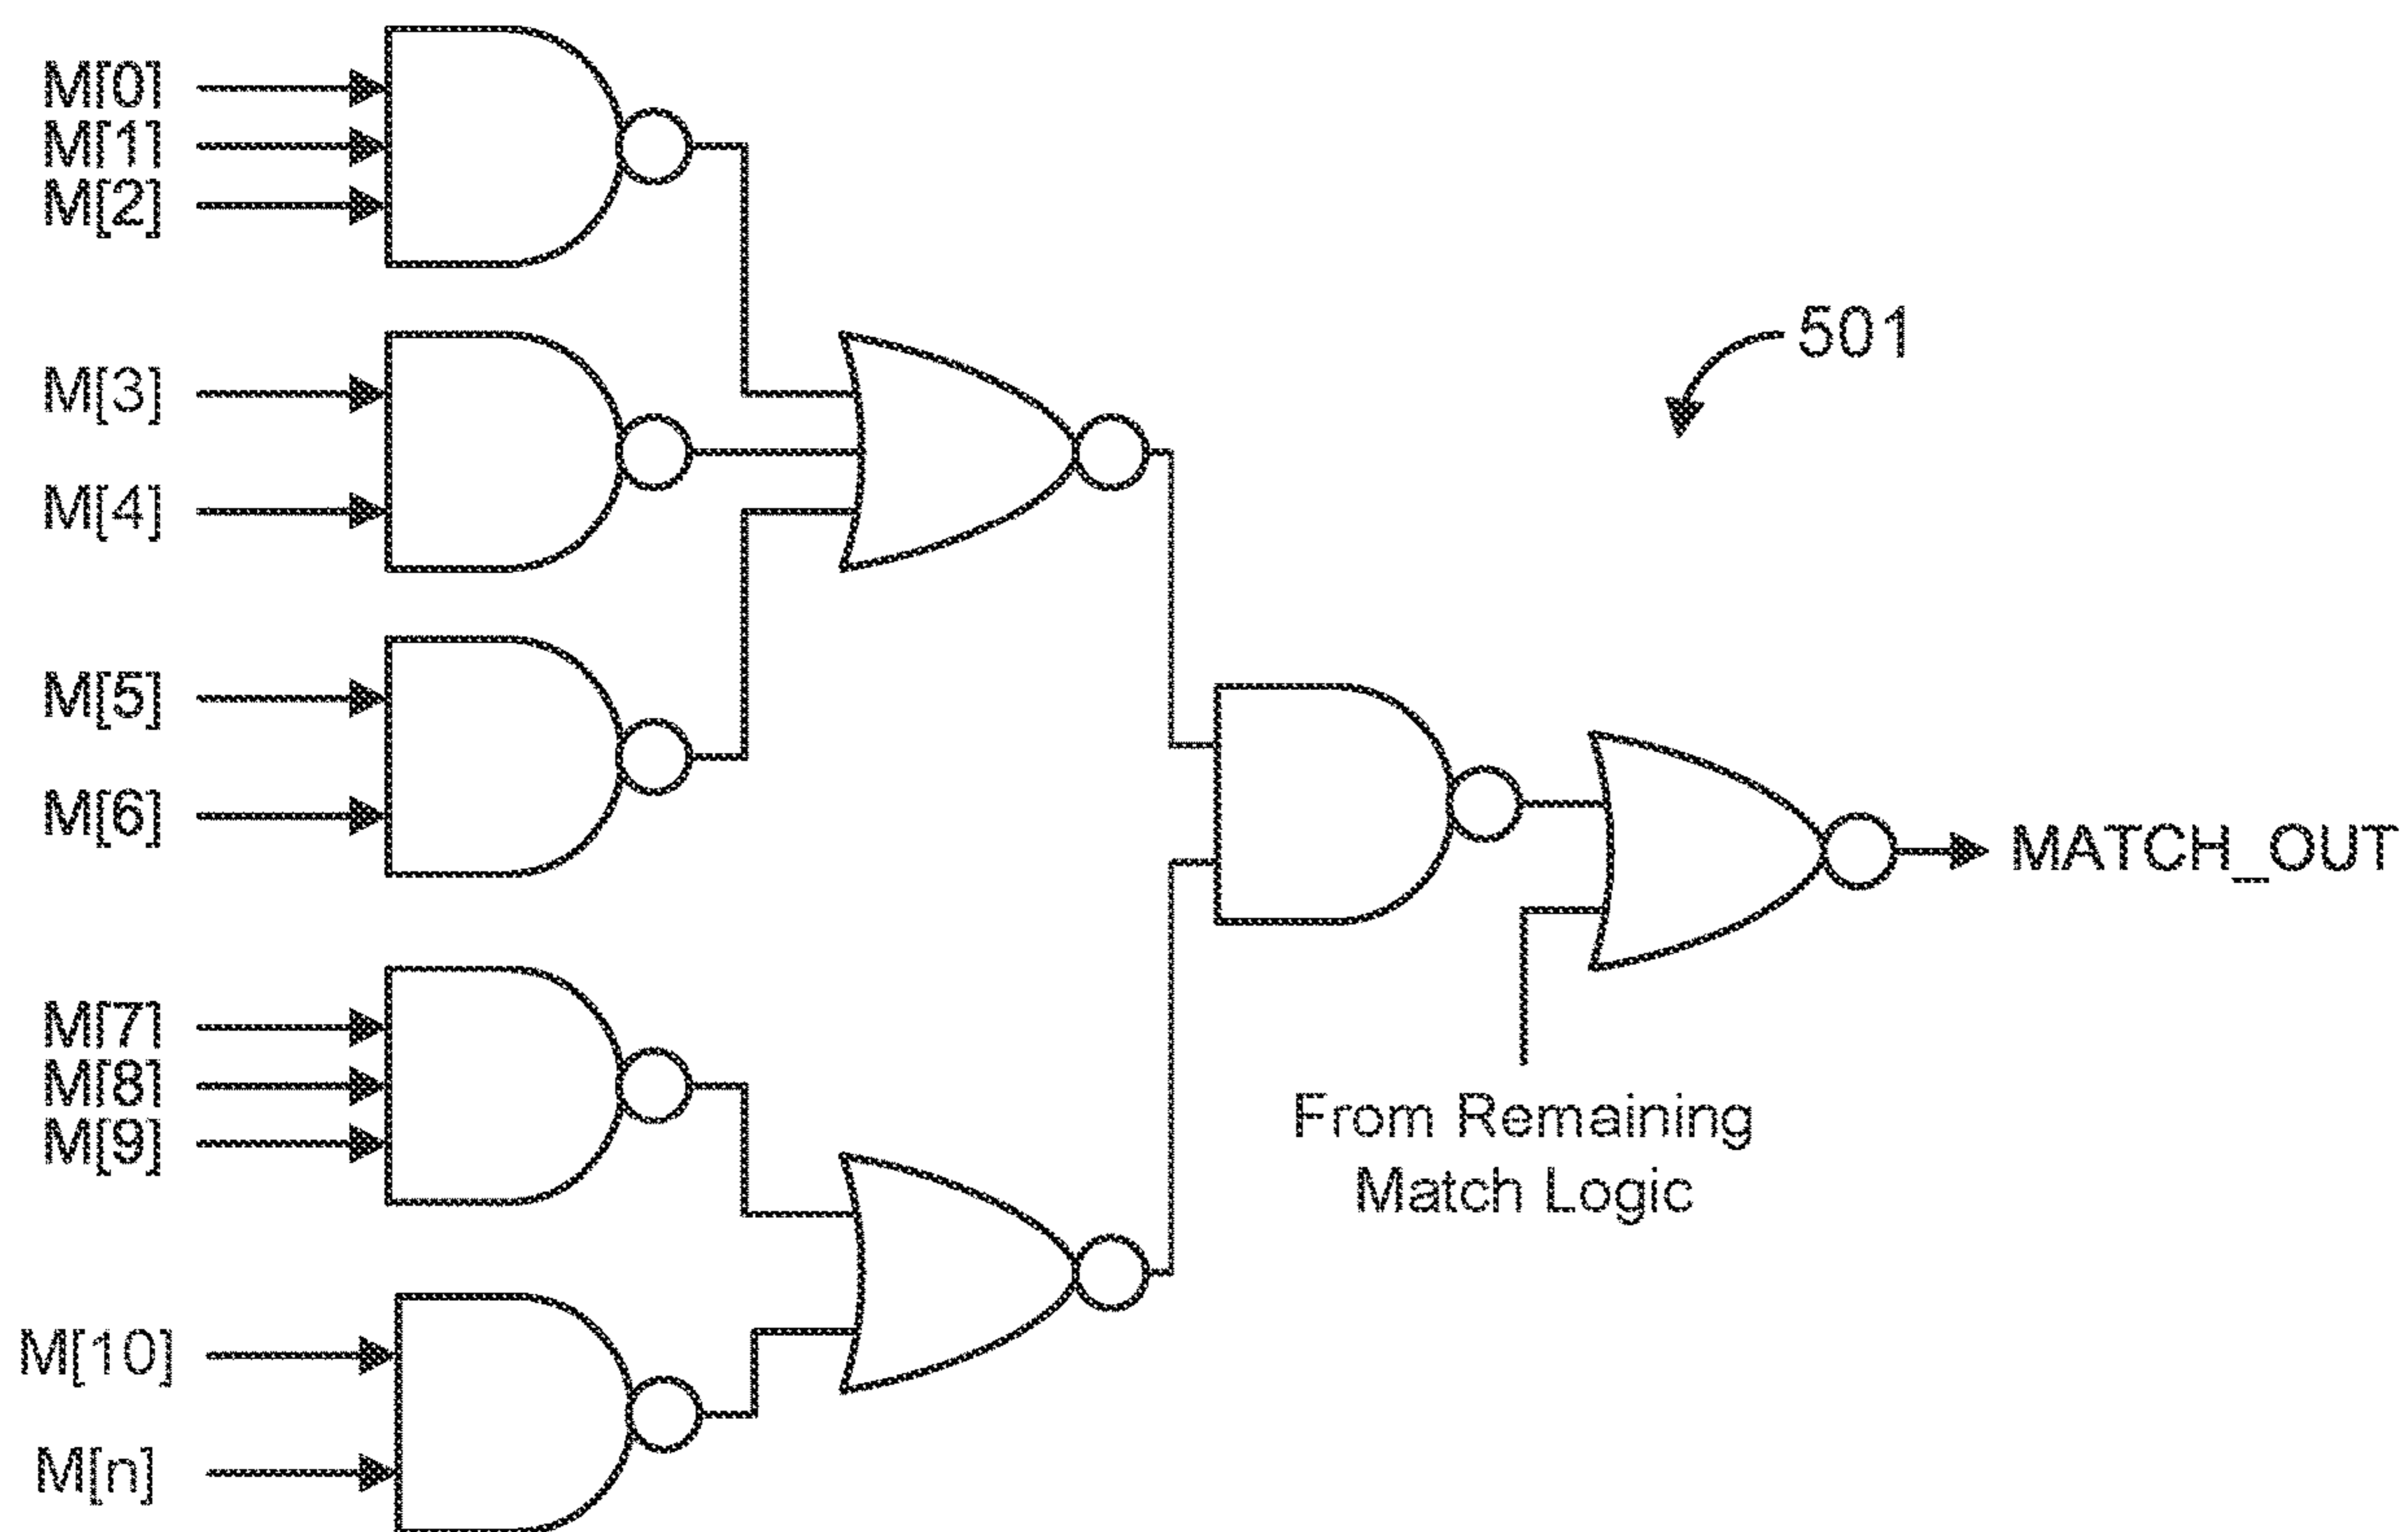 M[0]
M[1]
M[2]
M[3]
M[4]
M[5]
M[6]
M[7]
M[8]
M[9]
M[10]
M[n]
501
MATCH_OUT
From Remaining
Match Logic